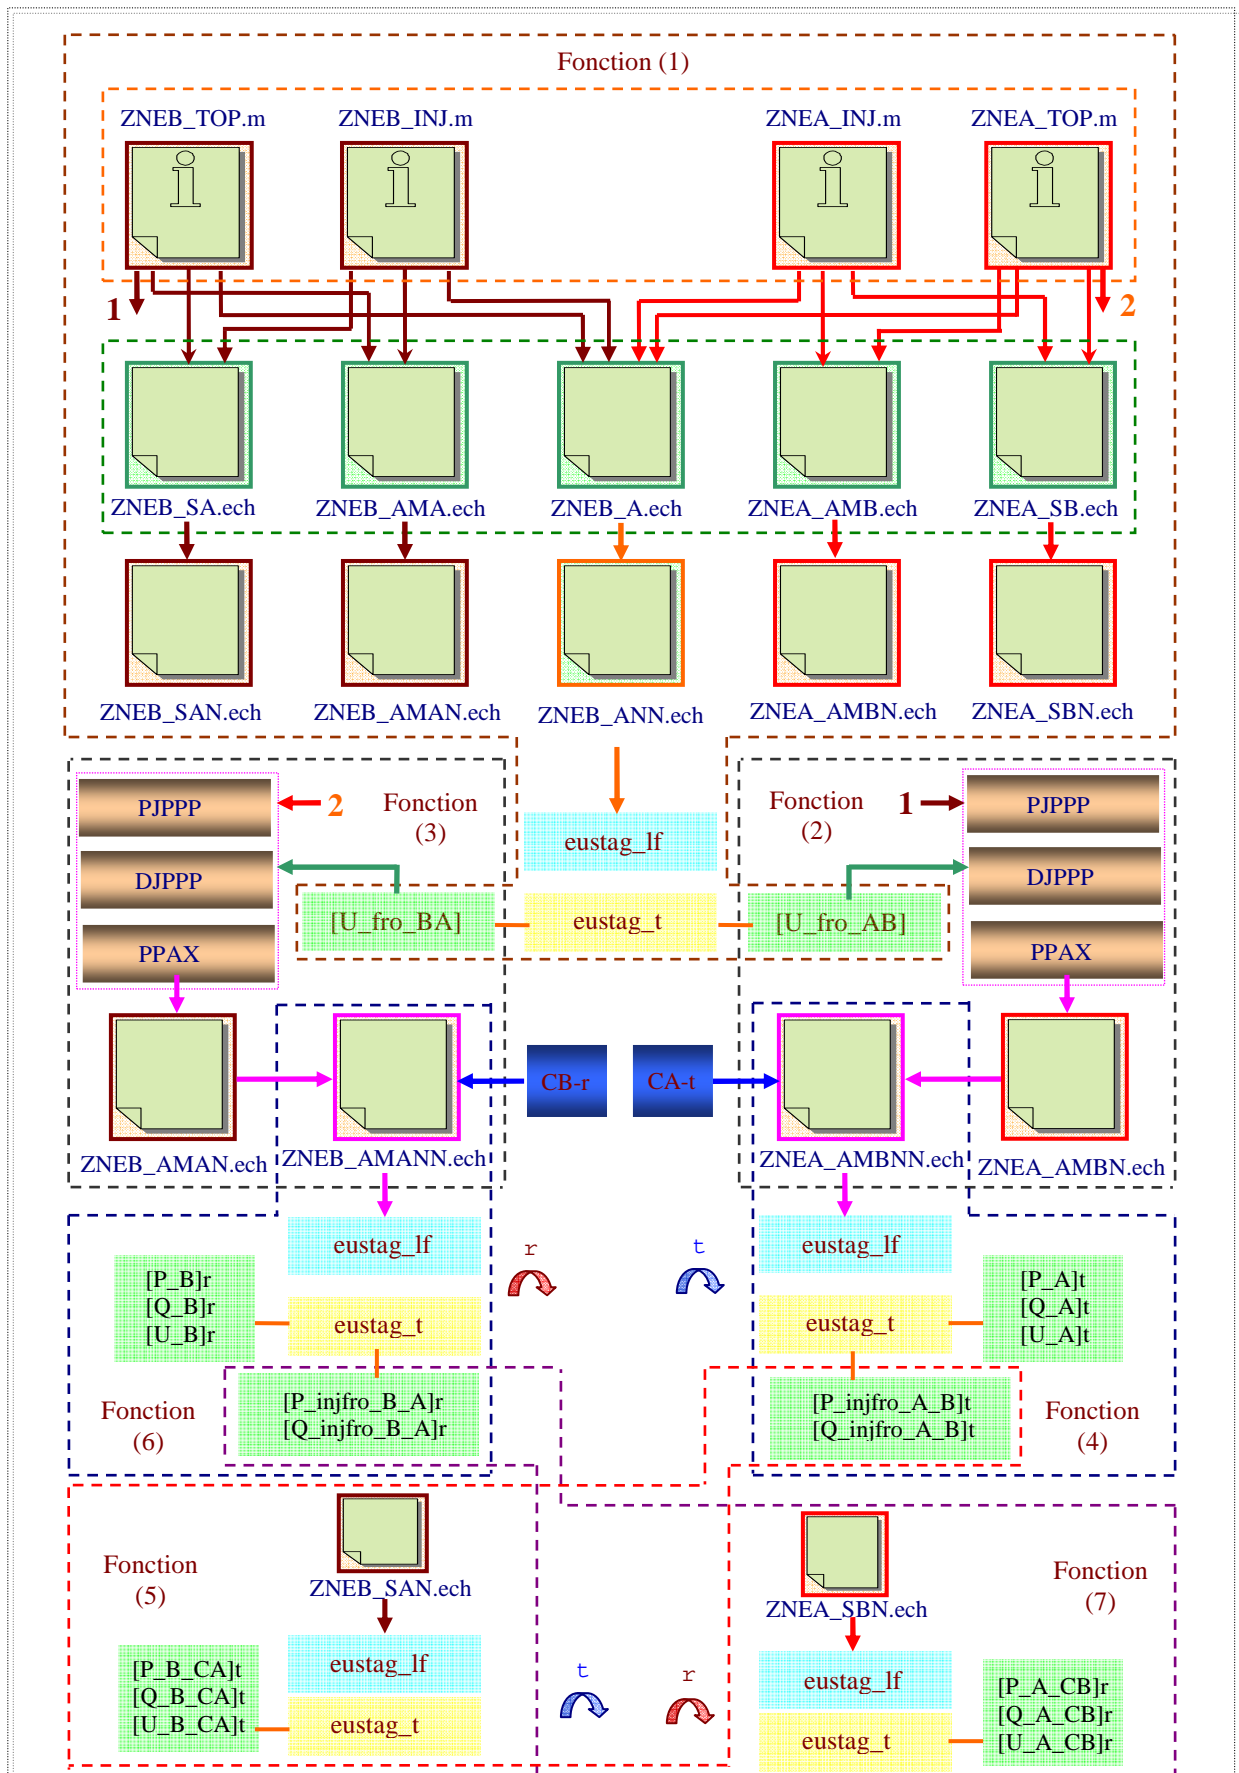 Fonction (1)
ZNEB_TOP.m
ZNEB_INJ.m
ZNEA_INJ.m
ZNEA_TOP.m
1
2
ZNEB_SA.ech
ZNEB_AMA.ech
ZNEB_A.ech
ZNEA_AMB.ech
ZNEA_SB.ech
ZNEB_SAN.ech
ZNEB_AMAN.ech
ZNEB_ANN.ech
ZNEA_AMBN.ech
ZNEA_SBN.ech
PJPPP
2
Fonction
(3)
Fonction
(2)
1
PJPPP
eustag_lf
DJPPP
DJPPP
[U_fro_BA]
eustag_t
[U_fro_AB]
PPAX
PPAX
CB-r
CA-t
ZNEB_AMAN.ech
ZNEB_AMANN.ech
ZNEA_AMBNN.ech
ZNEA_AMBN.ech
eustag_lf
r
t
eustag_lf
[P_B]r
[Q_B]r
[U_B]r
eustag_t
eustag_t
[P_A]t
[Q_A]t
[U_A]t
Fonction
(6)
[P_injfro_B_A]r
[Q_injfro_B_A]r
[P_injfro_A_B]t
[Q_injfro_A_B]t
Fonction
(4)
Fonction
(5)
ZNEB_SAN.ech
ZNEA_SBN.ech
Fonction
(7)
[P_B_CA]t
[Q_B_CA]t
[U_B_CA]t
eustag_lf
eustag_t
t
r
eustag_lf
eustag_t
[P_A_CB]r
[Q_A_CB]r
[U_A_CB]r